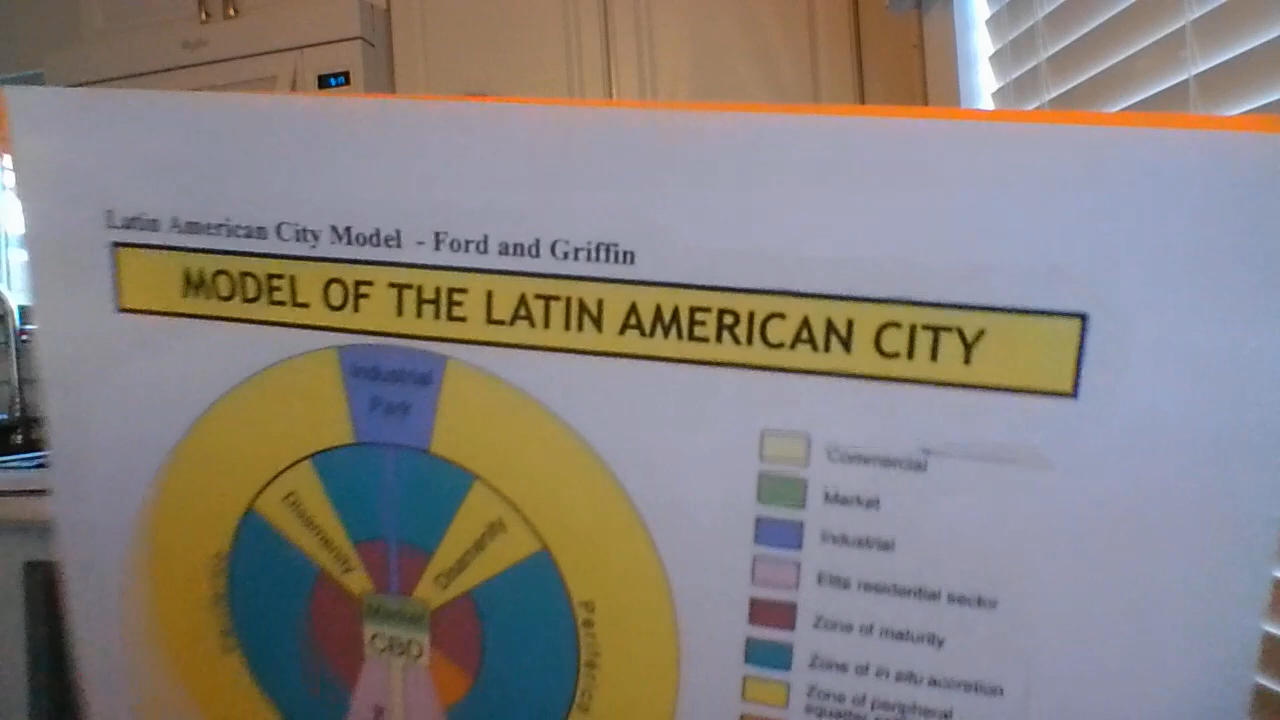 Latin American City Model - Ford and Griffin
MODEL OF THE LATIN AMERICAN CITY
Industrial
Park
Disamenity
Disamenity
Market
CBD
Periférico
Commercial
Market
Industrial
Elite residential sector
Zone of maturity
Zone of in situ accretion
Zone of peripheral
squatter